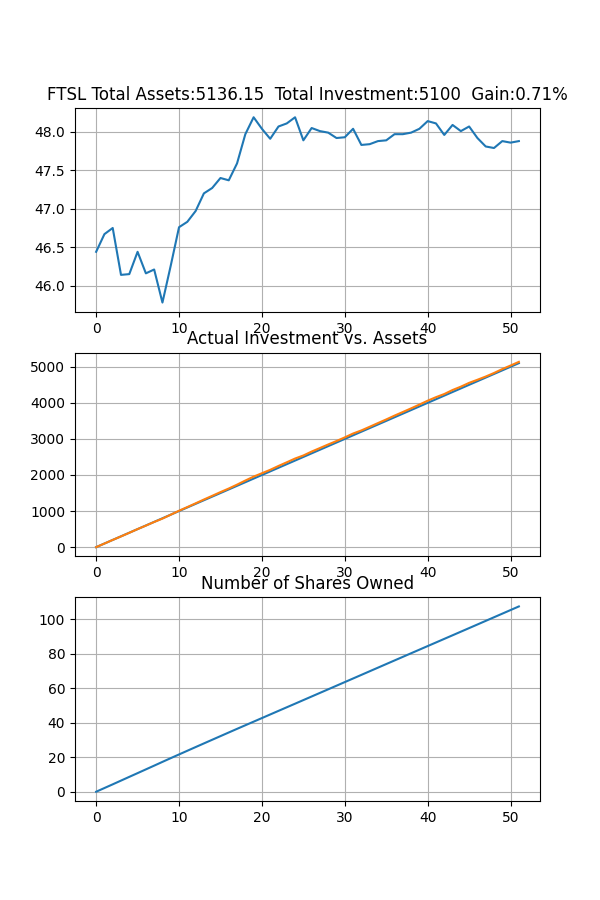 FTSL Total Assets:5136.15  Total Investment:5100  Gain:0.71%
48.0
47.5
47.0
46.5
46.0
0 10 20 30 40 50
Actual Investment vs. Assets
5000
4000
3000
2000
1000
0
0 10 20 30 40 50
Number of Shares Owned
100
80
60
40
20
0
0 10 20 30 40 50